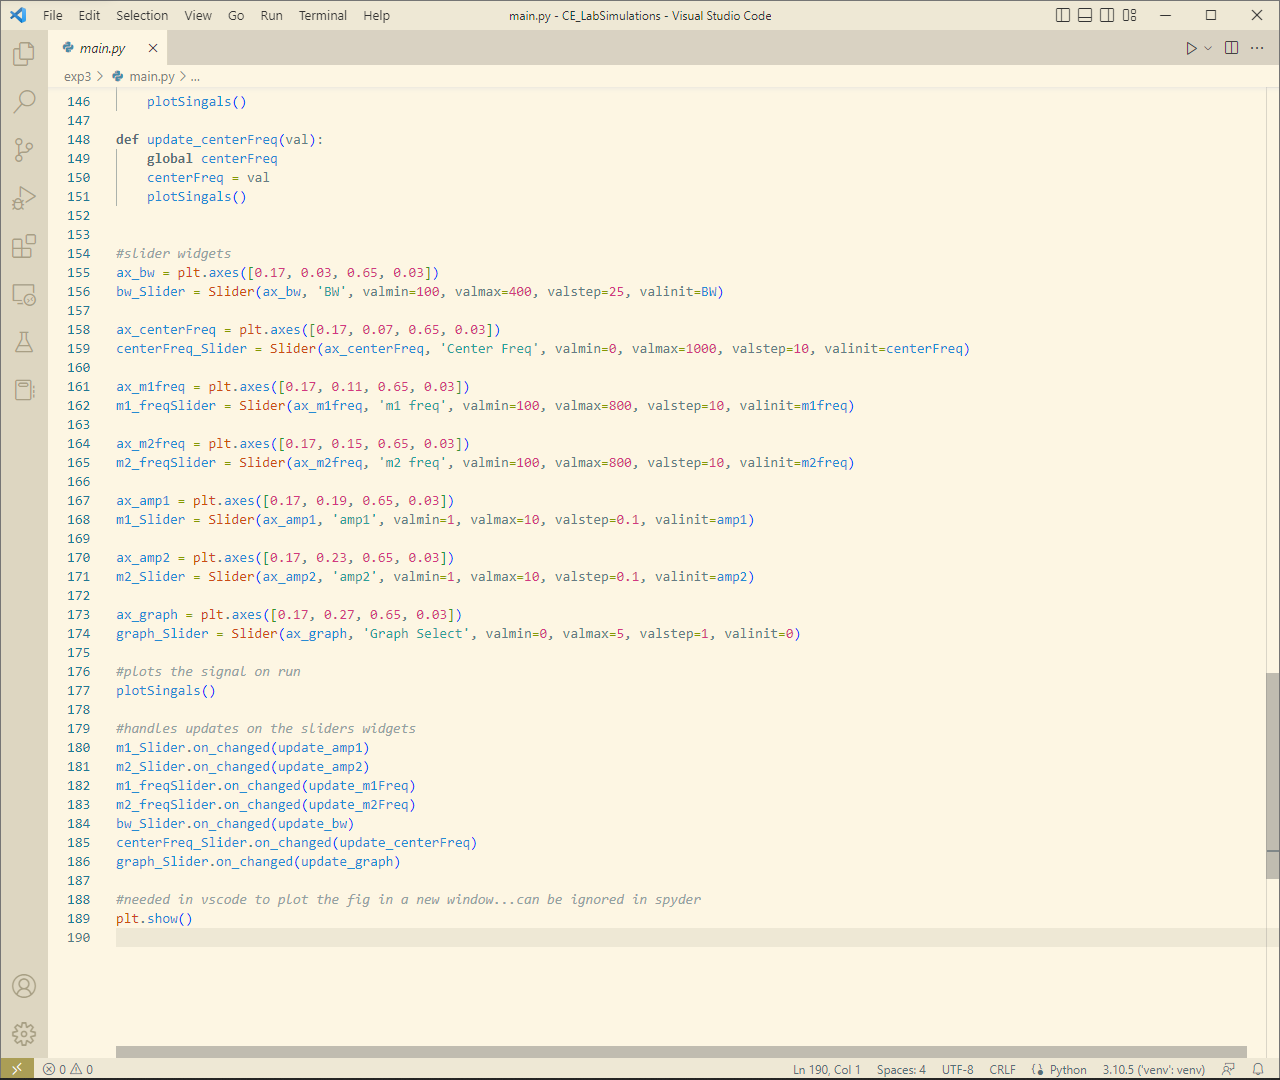 File Edit Selection View Go Run Terminal Help main.py - CE_LabSimulations - Visual Studio Code
main.py
exp3 > main.py > ...
146 plotSingals()
147
148 def update_centerFreq(val):
149 global centerFreq
150 centerFreq = val
151 plotSingals()
152
153
154 #slider widgets
155 ax_bw = plt.axes([0.17, 0.03, 0.65, 0.03])
156 bw_Slider = Slider(ax_bw, 'BW', valmin=100, valmax=400, valstep=25, valinit=BW)
157
158 ax_centerFreq = plt.axes([0.17, 0.07, 0.65, 0.03])
159 centerFreq_Slider = Slider(ax_centerFreq, 'Center Freq', valmin=0, valmax=1000, valstep=10, valinit=centerFreq)
160
161 ax_m1freq = plt.axes([0.17, 0.11, 0.65, 0.03])
162 m1_freqSlider = Slider(ax_m1freq, 'm1 freq', valmin=100, valmax=800, valstep=10, valinit=m1freq)
163
164 ax_m2freq = plt.axes([0.17, 0.15, 0.65, 0.03])
165 m2_freqSlider = Slider(ax_m2freq, 'm2 freq', valmin=100, valmax=800, valstep=10, valinit=m2freq)
166
167 ax_amp1 = plt.axes([0.17, 0.19, 0.65, 0.03])
168 m1_Slider = Slider(ax_amp1, 'amp1', valmin=1, valmax=10, valstep=0.1, valinit=amp1)
169
170 ax_amp2 = plt.axes([0.17, 0.23, 0.65, 0.03])
171 m2_Slider = Slider(ax_amp2, 'amp2', valmin=1, valmax=10, valstep=0.1, valinit=amp2)
172
173 ax_graph = plt.axes([0.17, 0.27, 0.65, 0.03])
174 graph_Slider = Slider(ax_graph, 'Graph Select', valmin=0, valmax=5, valstep=1, valinit=0)
175
176 #plots the signal on run
177 plotSingals()
178
179 #handles updates on the sliders widgets
180 m1_Slider.on_changed(update_amp1)
181 m2_Slider.on_changed(update_amp2)
182 m1_freqSlider.on_changed(update_m1Freq)
183 m2_freqSlider.on_changed(update_m2Freq)
184 bw_Slider.on_changed(update_bw)
185 centerFreq_Slider.on_changed(update_centerFreq)
186 graph_Slider.on_changed(update_graph)
187
188 #needed in vscode to plot the fig in a new window...can be ignored in spyder
189 plt.show()
190
0 0 Ln 190, Col 1 Spaces: 4 UTF-8 CRLF Python 3.10.5 ('venv': venv)